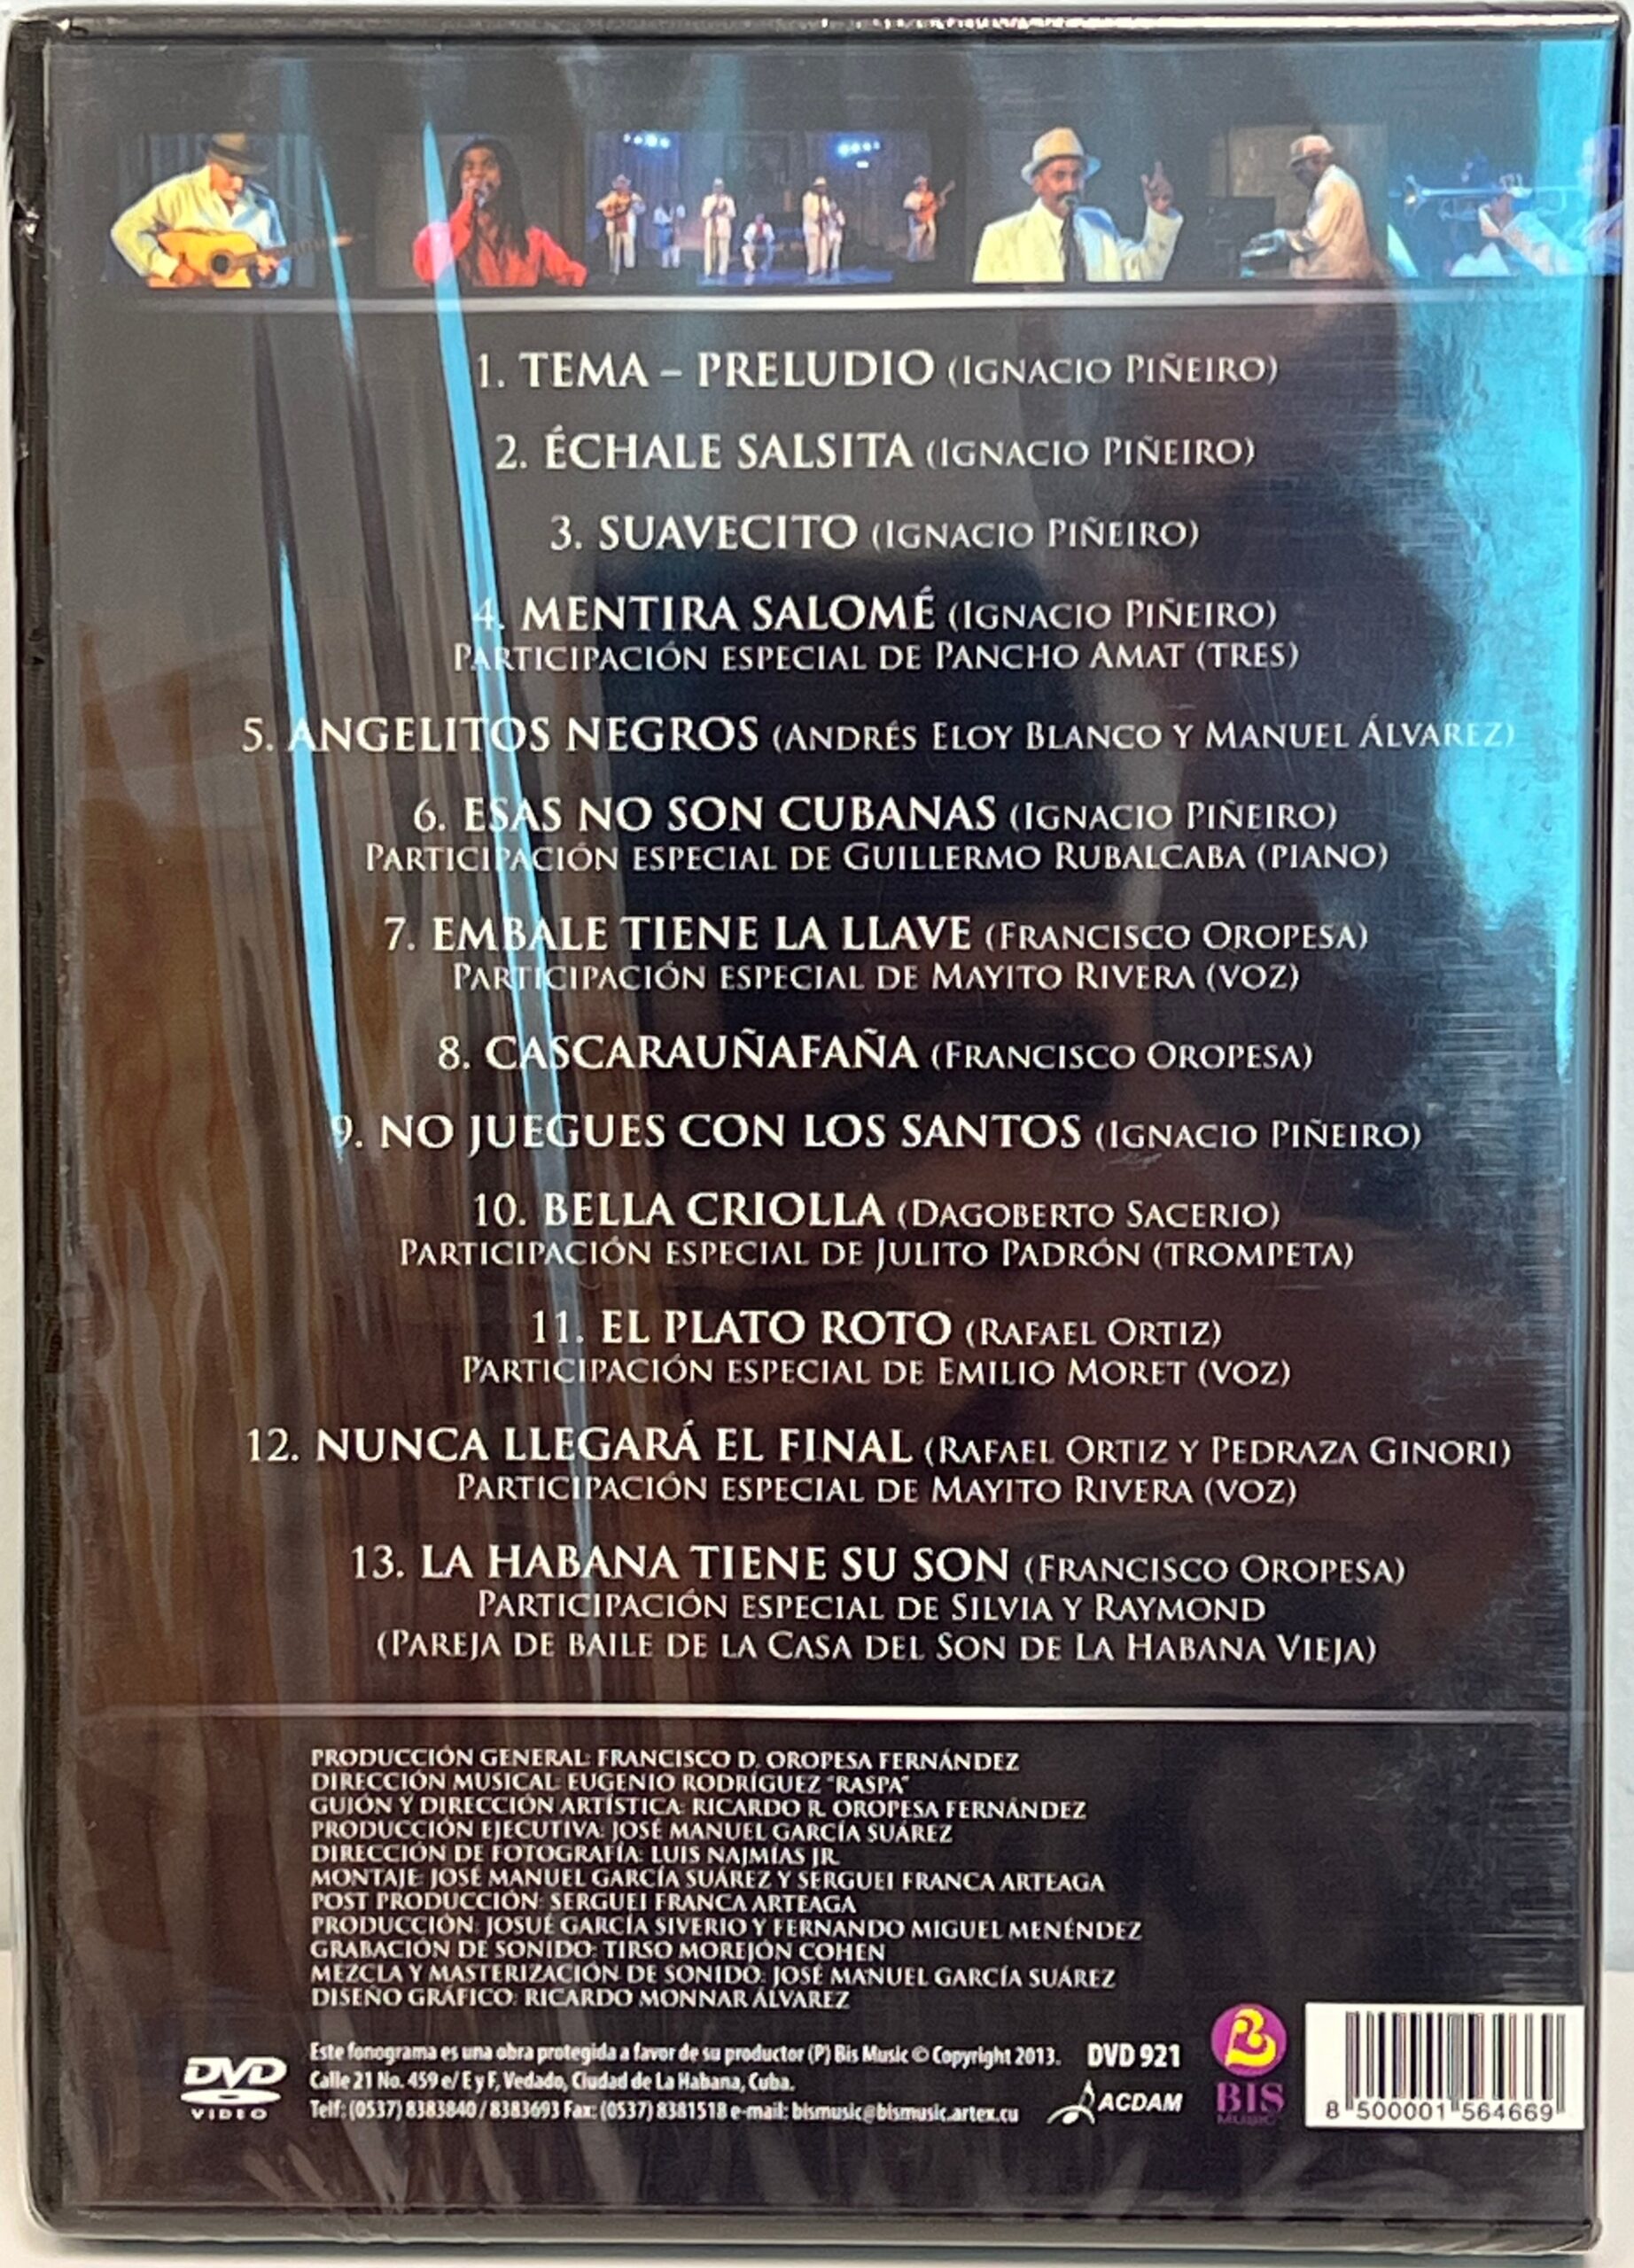 1. TEMA – PRELUDIO (IGNACIO PIÑEIRO)
2. ÉCHALE SALSITA (IGNACIO PIÑEIRO)
3. SUAVECITO (IGNACIO PIÑEIRO)
4. MENTIRA SALOMÉ (IGNACIO PIÑEIRO)
PARTICIPACIÓN ESPECIAL DE PANCHO AMAT (TRES)
5. ANGELITOS NEGROS (ANDRÉS ELOY BLANCO Y MANUEL ÁLVAREZ)
6. ESAS NO SON CUBANAS (IGNACIO PIÑEIRO)
PARTICIPACIÓN ESPECIAL DE GUILLERMO RUBALCABA (PIANO)
7. EMBALE TIENE LA LLAVE (FRANCISCO OROPESA)
PARTICIPACIÓN ESPECIAL DE MAYITO RIVERA (VOZ)
8. CASCARAUÑAFAÑA (FRANCISCO OROPESA)
9. NO JUEGUES CON LOS SANTOS (IGNACIO PIÑEIRO)
10. BELLA CRIOLLA (DAGOBERTO SACERIO)
PARTICIPACIÓN ESPECIAL DE JULITO PADRÓN (TROMPETA)
11. EL PLATO ROTO (RAFAEL ORTIZ)
PARTICIPACIÓN ESPECIAL DE EMILIO MORET (VOZ)
12. NUNCA LLEGARÁ EL FINAL (RAFAEL ORTIZ Y PEDRAZA GINORI)
PARTICIPACIÓN ESPECIAL DE MAYITO RIVERA (VOZ)
13. LA HABANA TIENE SU SON (FRANCISCO OROPESA)
PARTICIPACIÓN ESPECIAL DE SILVIA Y RAYMOND
(PAREJA DE BAILE DE LA CASA DEL SON DE LA HABANA VIEJA)
PRODUCCIÓN GENERAL: FRANCISCO D. OROPESA FERNÁNDEZ
DIRECCIÓN MUSICAL: EUGENIO RODRÍGUEZ "RASPA"
GUIÓN Y DIRECCIÓN ARTÍSTICA: RICARDO R. OROPESA FERNÁNDEZ
PRODUCCIÓN EJECUTIVA: JOSÉ MANUEL GARCÍA SUÁREZ
DIRECCIÓN DE FOTOGRAFÍA: LUIS NAJMÍAS JR.
MONTAJE: JOSÉ MANUEL GARCÍA SUÁREZ Y SERGUEI FRANCA ARTEAGA
POST PRODUCCIÓN: SERGUEI FRANCA ARTEAGA
PRODUCCIÓN: JOSUÉ GARCÍA SIVERIO Y FERNANDO MIGUEL MENÉNDEZ
GRABACIÓN DE SONIDO: TIRSO MOREJÓN COHEN
MEZCLA Y MASTERIZACIÓN DE SONIDO: JOSÉ MANUEL GARCÍA SUÁREZ
DISEÑO GRÁFICO: RICARDO MONNAR ÁLVAREZ
DVD VIDEO
Este fonograma es una obra protegida a favor de su productor (P) Bis Music © Copyright 2013. DVD 921
Calle 21 No. 459 e/ E y F, Vedado, Ciudad de La Habana, Cuba.
Telf: (0537) 8383840 / 8383693 Fax: (0537) 8381518 e-mail: bismusic@bismusic.artex.cu
ACDAM
BIS MUSIC
8 500001 564669